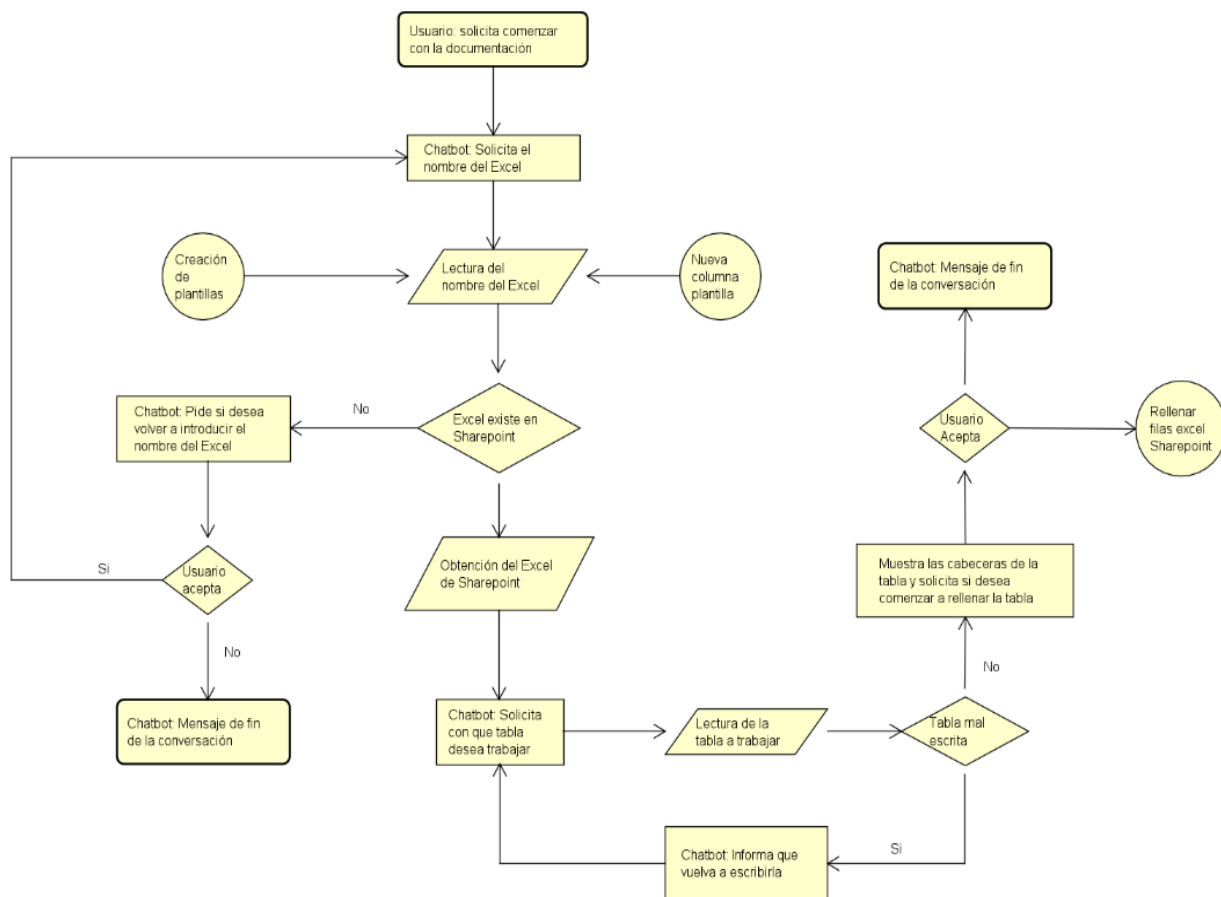 Usuario: solicita comenzar
con la documentación
Chatbot: Solicita el
nombre del Excel
Creación
de
plantillas
Lectura del
nombre del Excel
Nueva
columna
plantilla
Chatbot: Mensaje de fin
de la conversación
Chatbot: Pide si desea
volver a introducir el
nombre del Excel
No
Excel existe en
Sharepoint
Usuario
Acepta
Rellenar
filas excel
Sharepoint
Si
Usuario
acepta
Obtención del Excel
de Sharepoint
Muestra las cabeceras de la
tabla y solicita si desea
comenzar a rellenar la tabla
No
No
Chatbot: Mensaje de fin
de la conversación
Chatbot: Solicita
con que tabla
desea trabajar
Lectura de la
tabla a trabajar
Tabla mal
escrita
Chatbot: Informa que
vuelva a escribirla
Si